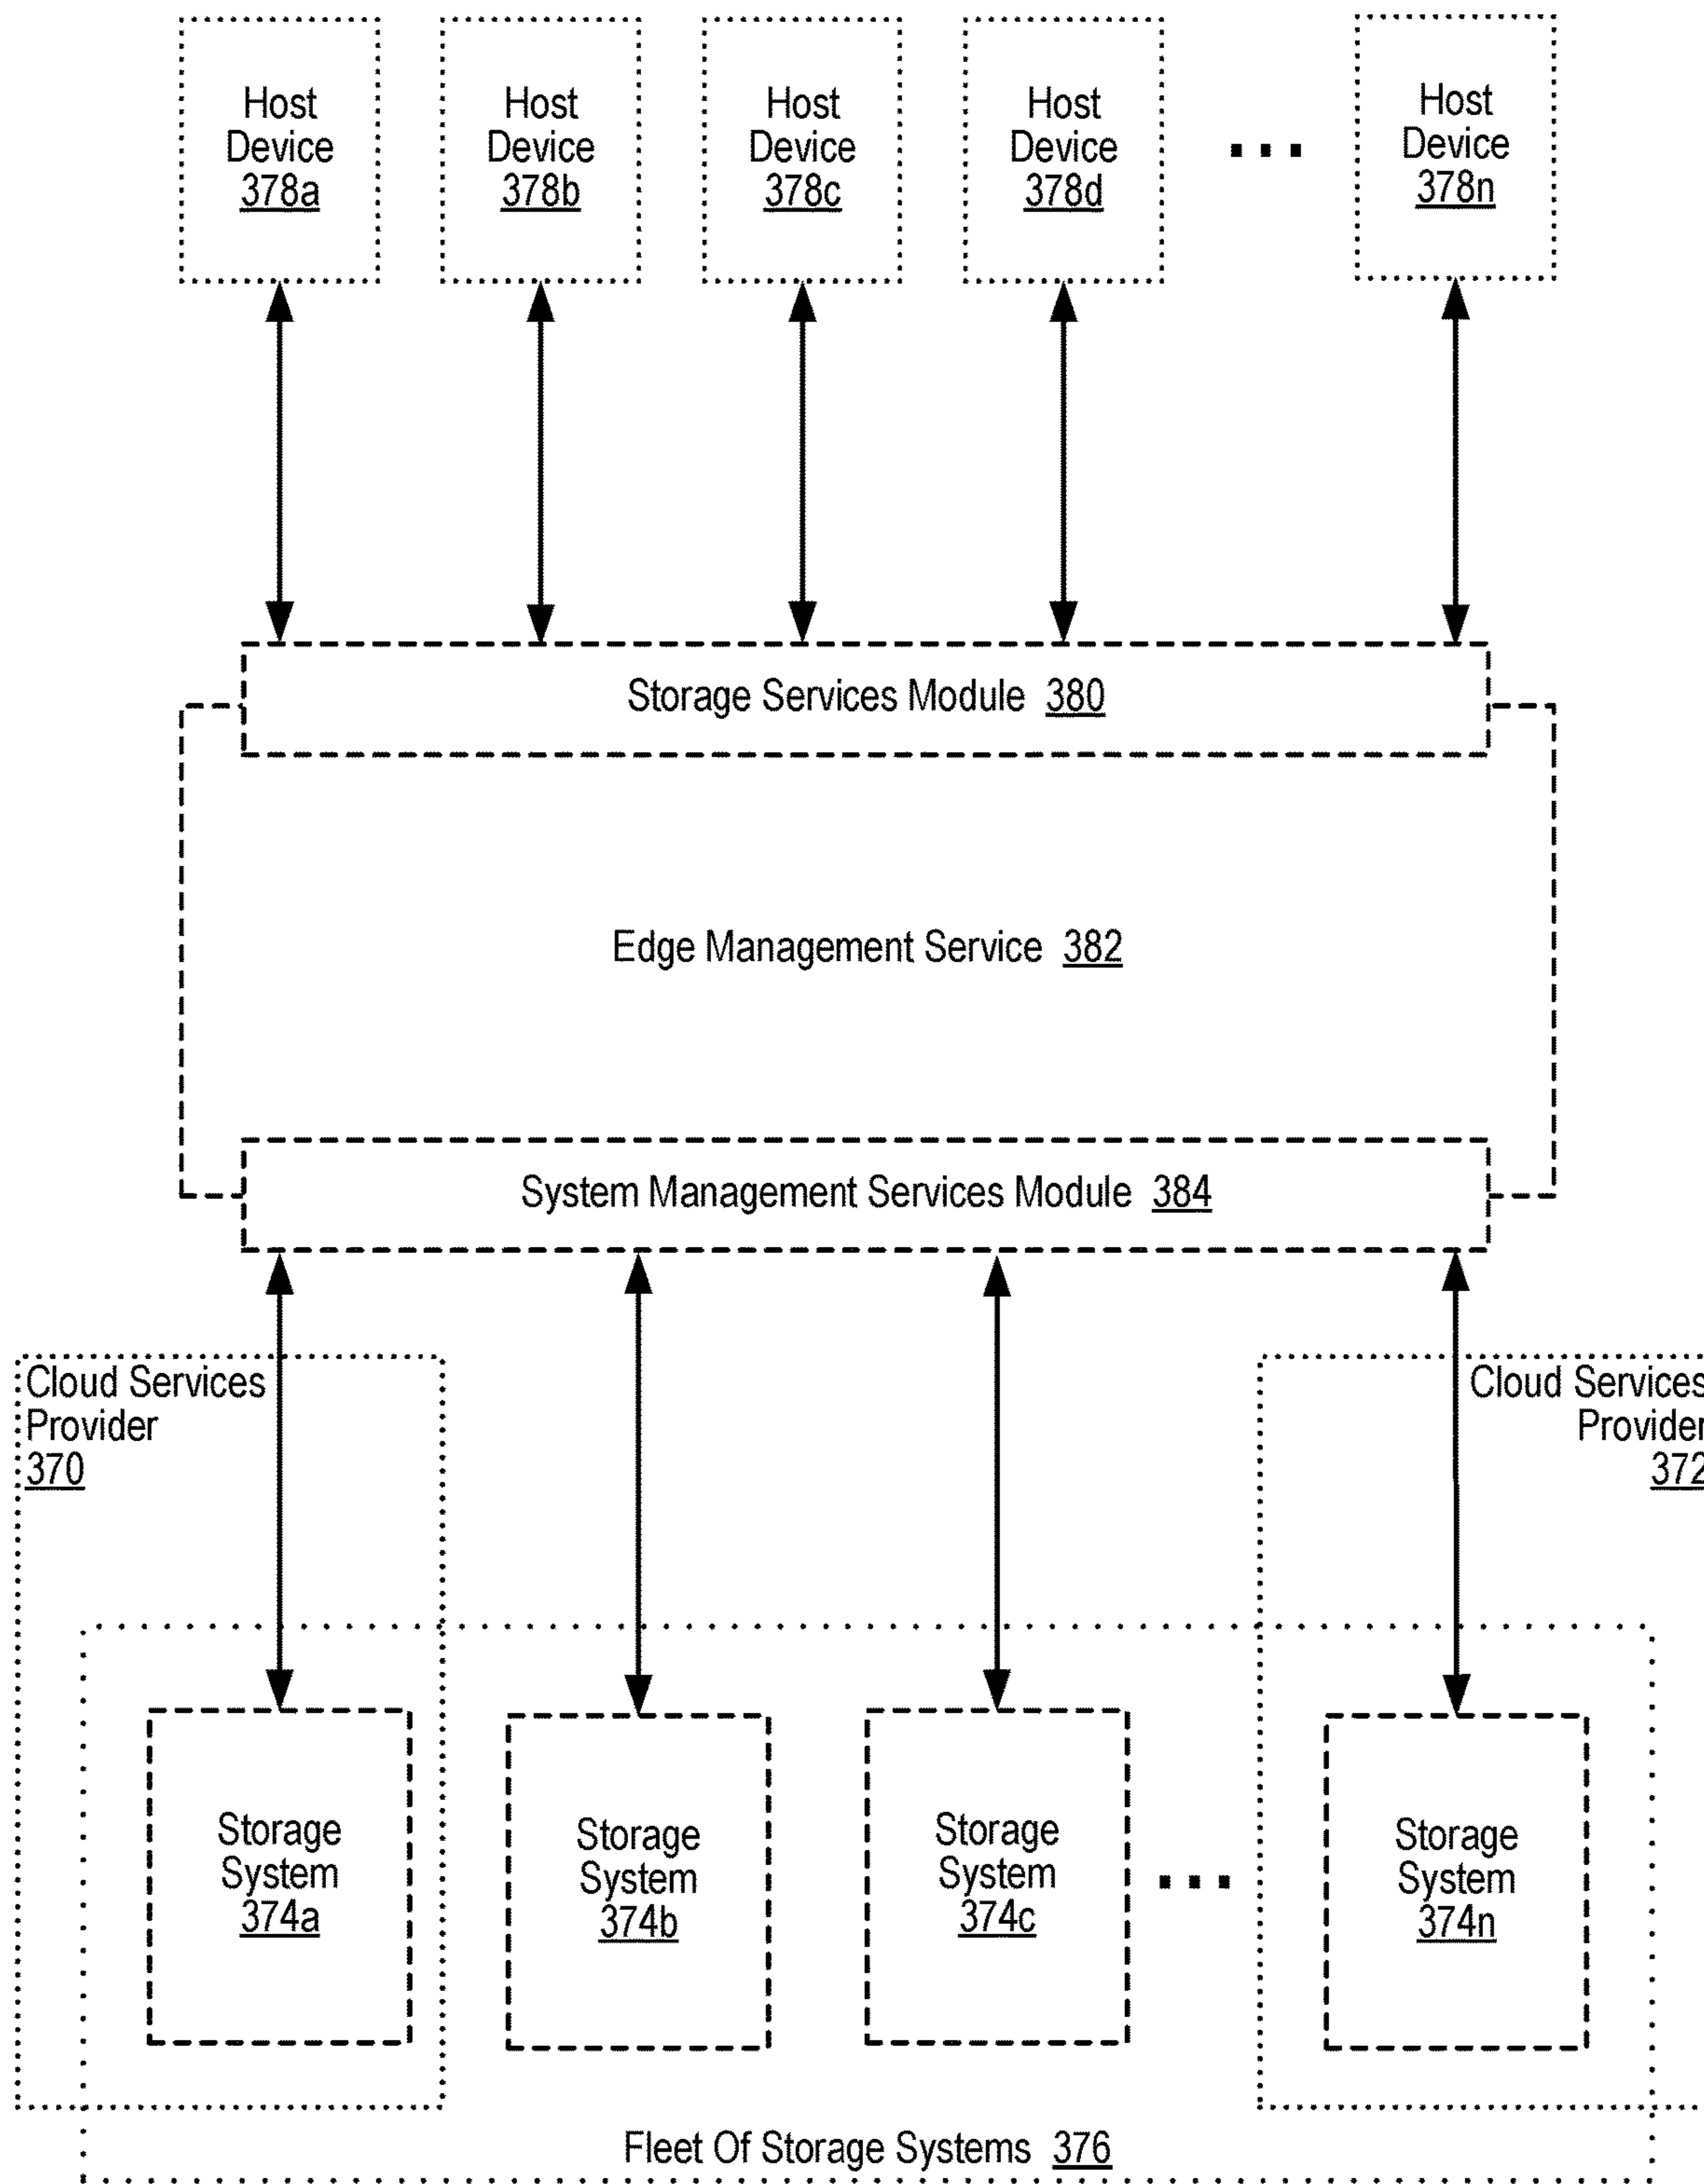 Host
Device
378a
Host
Device
378b
Host
Device
378c
Host
Device
378d
...
Host
Device
378n
Storage Services Module 380
Edge Management Service 382
System Management Services Module 384
Cloud Services
Provider
370
Cloud Services
Provider
372
Storage
System
374a
Storage
System
374b
Storage
System
374c
...
Storage
System
374n
Fleet Of Storage Systems 376